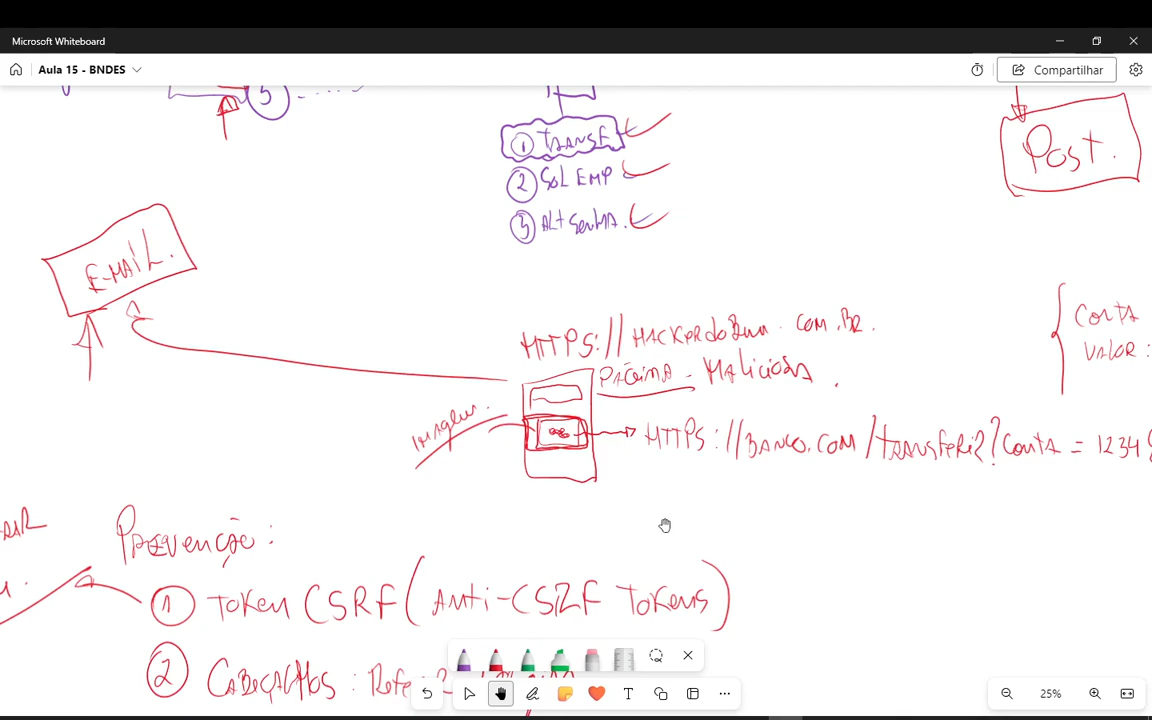 Microsoft Whiteboard
Aula 15 - BNDES
Compartilhar
3 .....
① TRANSF
② SOL EMP
③ ALT SENHA.
POST.
E-MAIL.
HTTPS://HACKERdoBem.COM.BR.
PÁGINA - MALICIOSA.
CONTA
VALOR:
IMAGEM.
HTTPS://BANCO.COM/TRANSFERIR?CONTA = 1234
PREVENÇÃO:
① TOKEN CSRF (ANTI-CSRF TOKENS)
② CABEÇALHOS:
25%